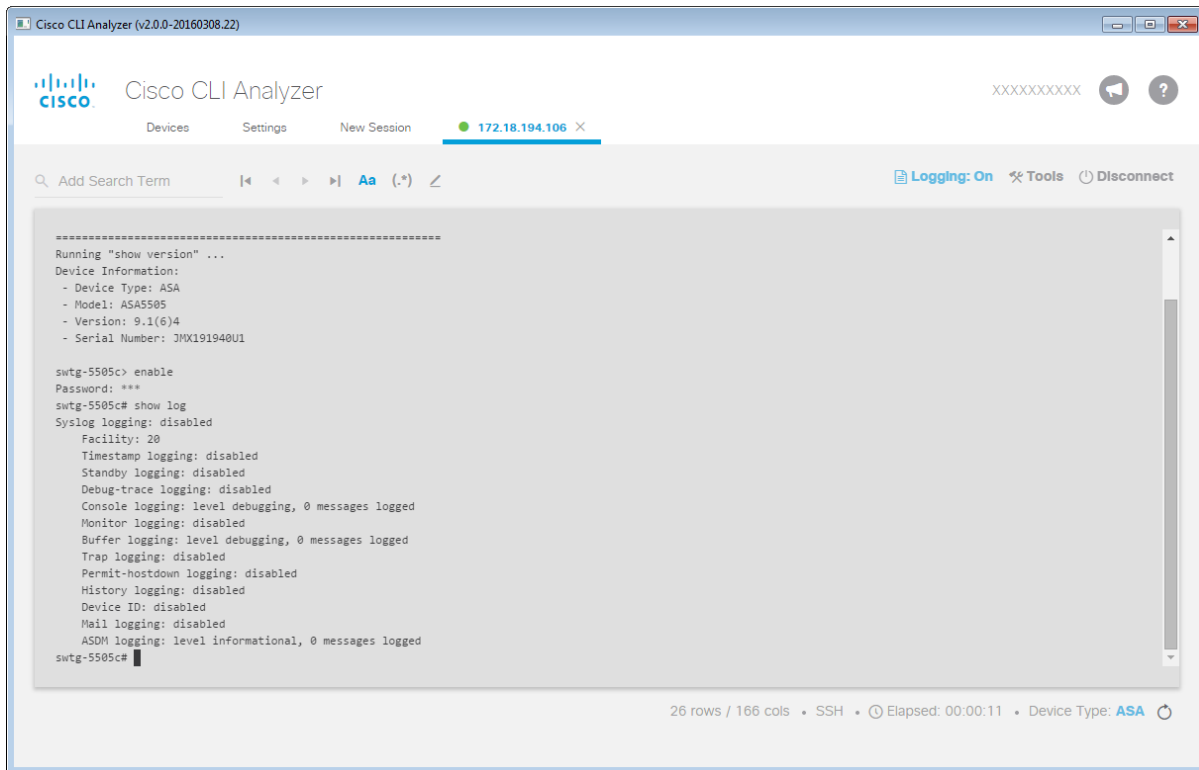 Cisco CLI Analyzer (v2.0.0-20160308.22)
CISCO
Cisco CLI Analyzer
XXXXXXXXXX
?
Devices Settings New Session 172.18.194.106
Add Search Term Aa (.*) Logging: On Tools Disconnect
===========================================================
Running "show version" ...
Device Information:
- Device Type: ASA
- Model: ASA5505
- Version: 9.1(6)4
- Serial Number: JMX191940U1
swtg-5505c> enable
Password: ***
swtg-5505c# show log
Syslog logging: disabled
Facility: 20
Timestamp logging: disabled
Standby logging: disabled
Debug-trace logging: disabled
Console logging: level debugging, 0 messages logged
Monitor logging: disabled
Buffer logging: level debugging, 0 messages logged
Trap logging: disabled
Permit-hostdown logging: disabled
History logging: disabled
Device ID: disabled
Mail logging: disabled
ASDM logging: level informational, 0 messages logged
swtg-5505c#
26 rows / 166 cols • SSH • Elapsed: 00:00:11 • Device Type: ASA